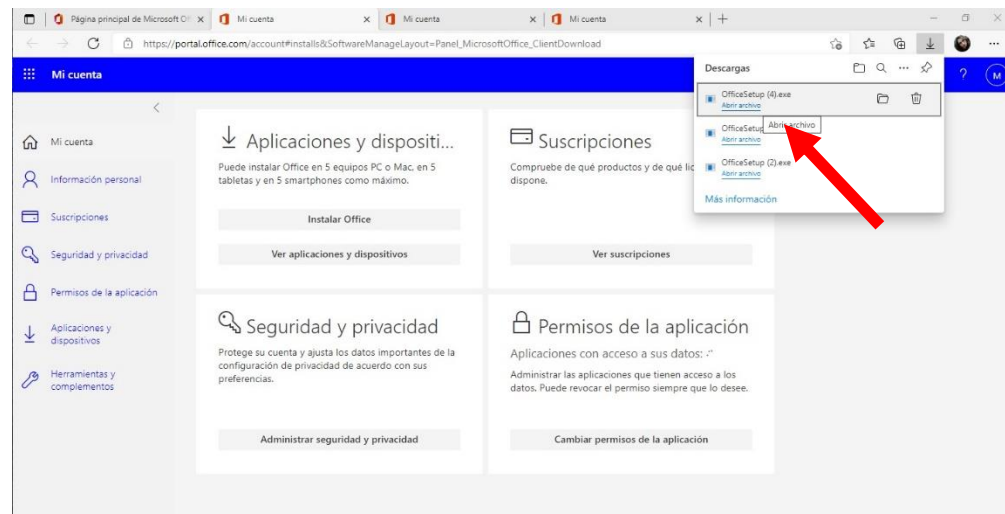 Página principal de Microsoft Of
Mi cuenta
Mi cuenta
Mi cuenta
https://portal.office.com/account#installs&SoftwareManageLayout=Panel_MicrosoftOffice_ClientDownload
Mi cuenta
?
M
Descargas
OfficeSetup (4).exe
Abrir archivo
Abrir archivo
OfficeSetup
Abrir archivo
OfficeSetup (2).exe
Abrir archivo
Más información
Mi cuenta
Información personal
Suscripciones
Seguridad y privacidad
Permisos de la aplicación
Aplicaciones y
dispositivos
Herramientas y
complementos
Aplicaciones y dispositi...
Puede instalar Office en 5 equipos PC o Mac, en 5
tabletas y en 5 smartphones como máximo.
Instalar Office
Ver aplicaciones y dispositivos
Suscripciones
Compruebe de qué productos y de qué lic
dispone.
Ver suscripciones
Seguridad y privacidad
Protege su cuenta y ajusta los datos importantes de la
configuración de privacidad de acuerdo con sus
preferencias.
Administrar seguridad y privacidad
Permisos de la aplicación
Aplicaciones con acceso a sus datos:
Administrar las aplicaciones que tienen acceso a los
datos. Puede revocar el permiso siempre que lo desee.
Cambiar permisos de la aplicación